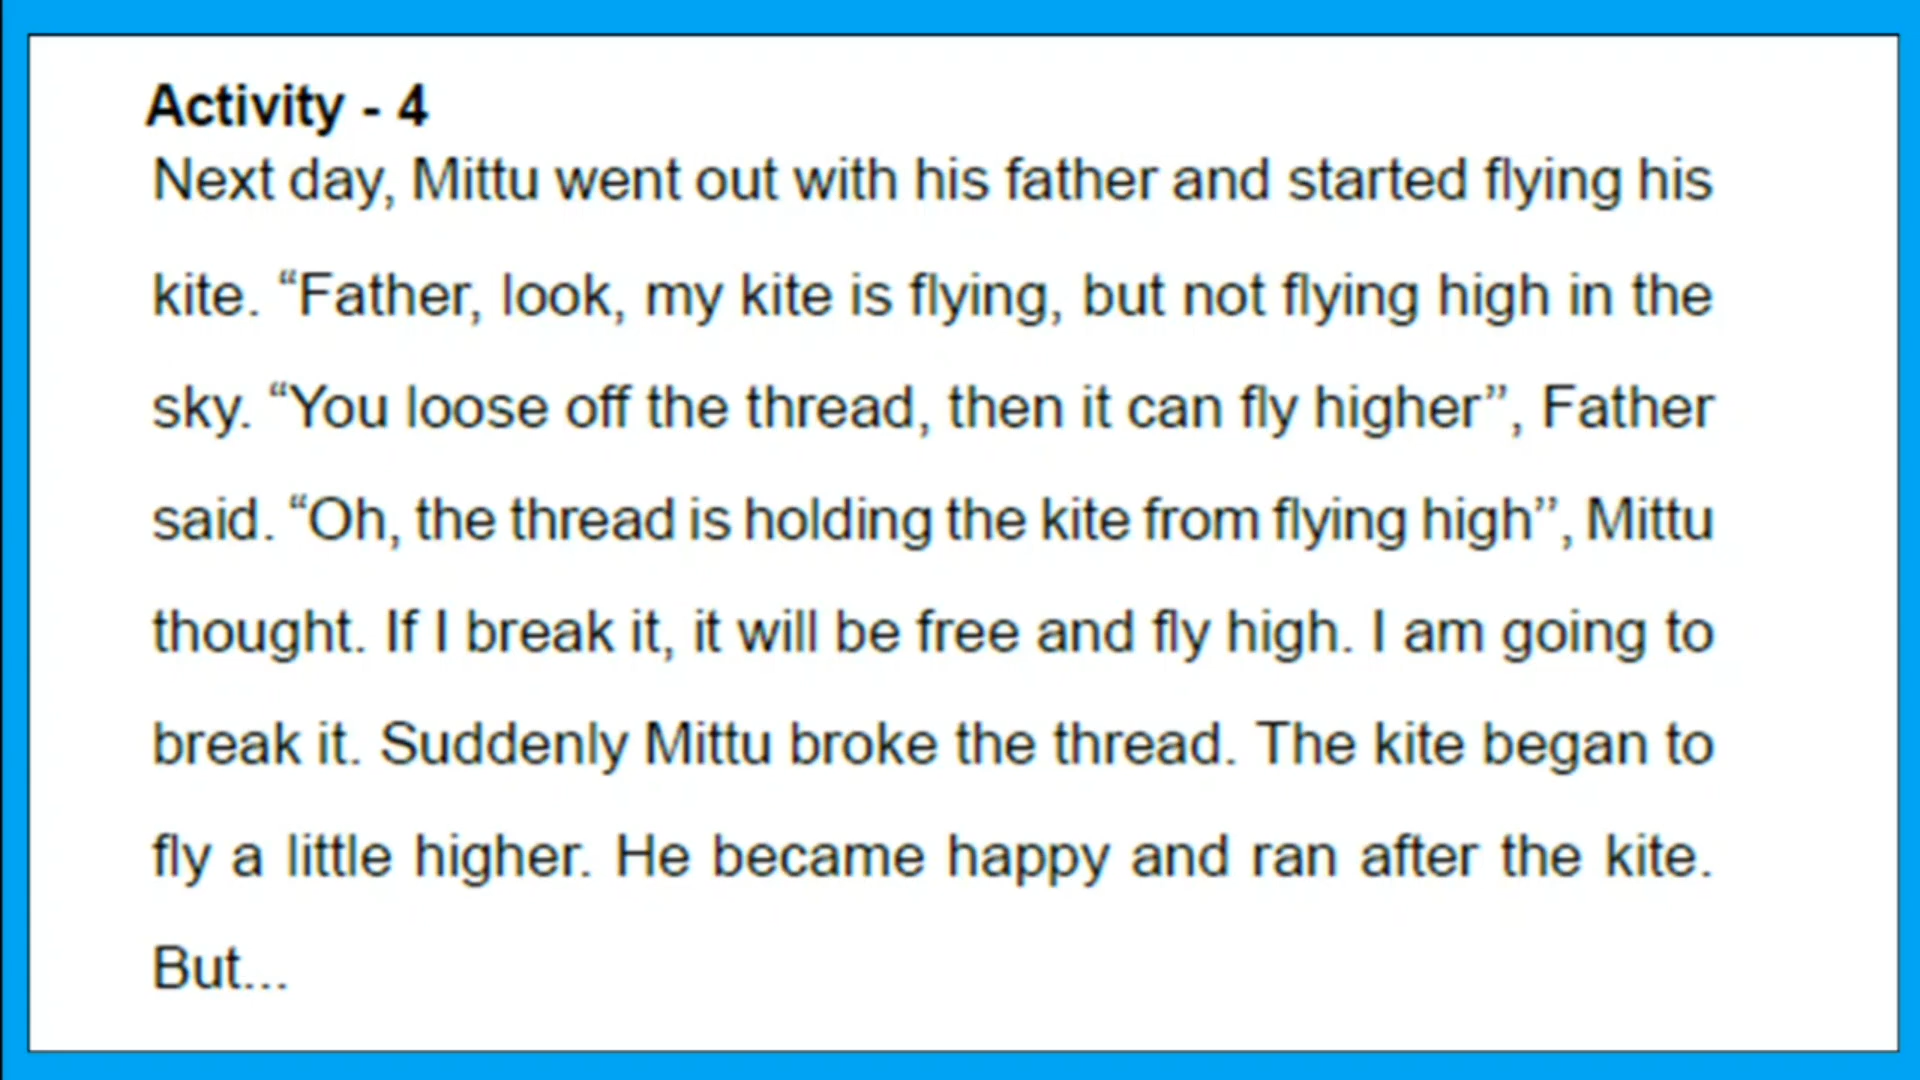 Activity - 4
Next day, Mittu went out with his father and started flying his
kite. “Father, look, my kite is flying, but not flying high in the
sky. “You loose off the thread, then it can fly higher”, Father
said. “Oh, the thread is holding the kite from flying high”, Mittu
thought. If I break it, it will be free and fly high. I am going to
break it. Suddenly Mittu broke the thread. The kite began to
fly a little higher. He became happy and ran after the kite.
But...